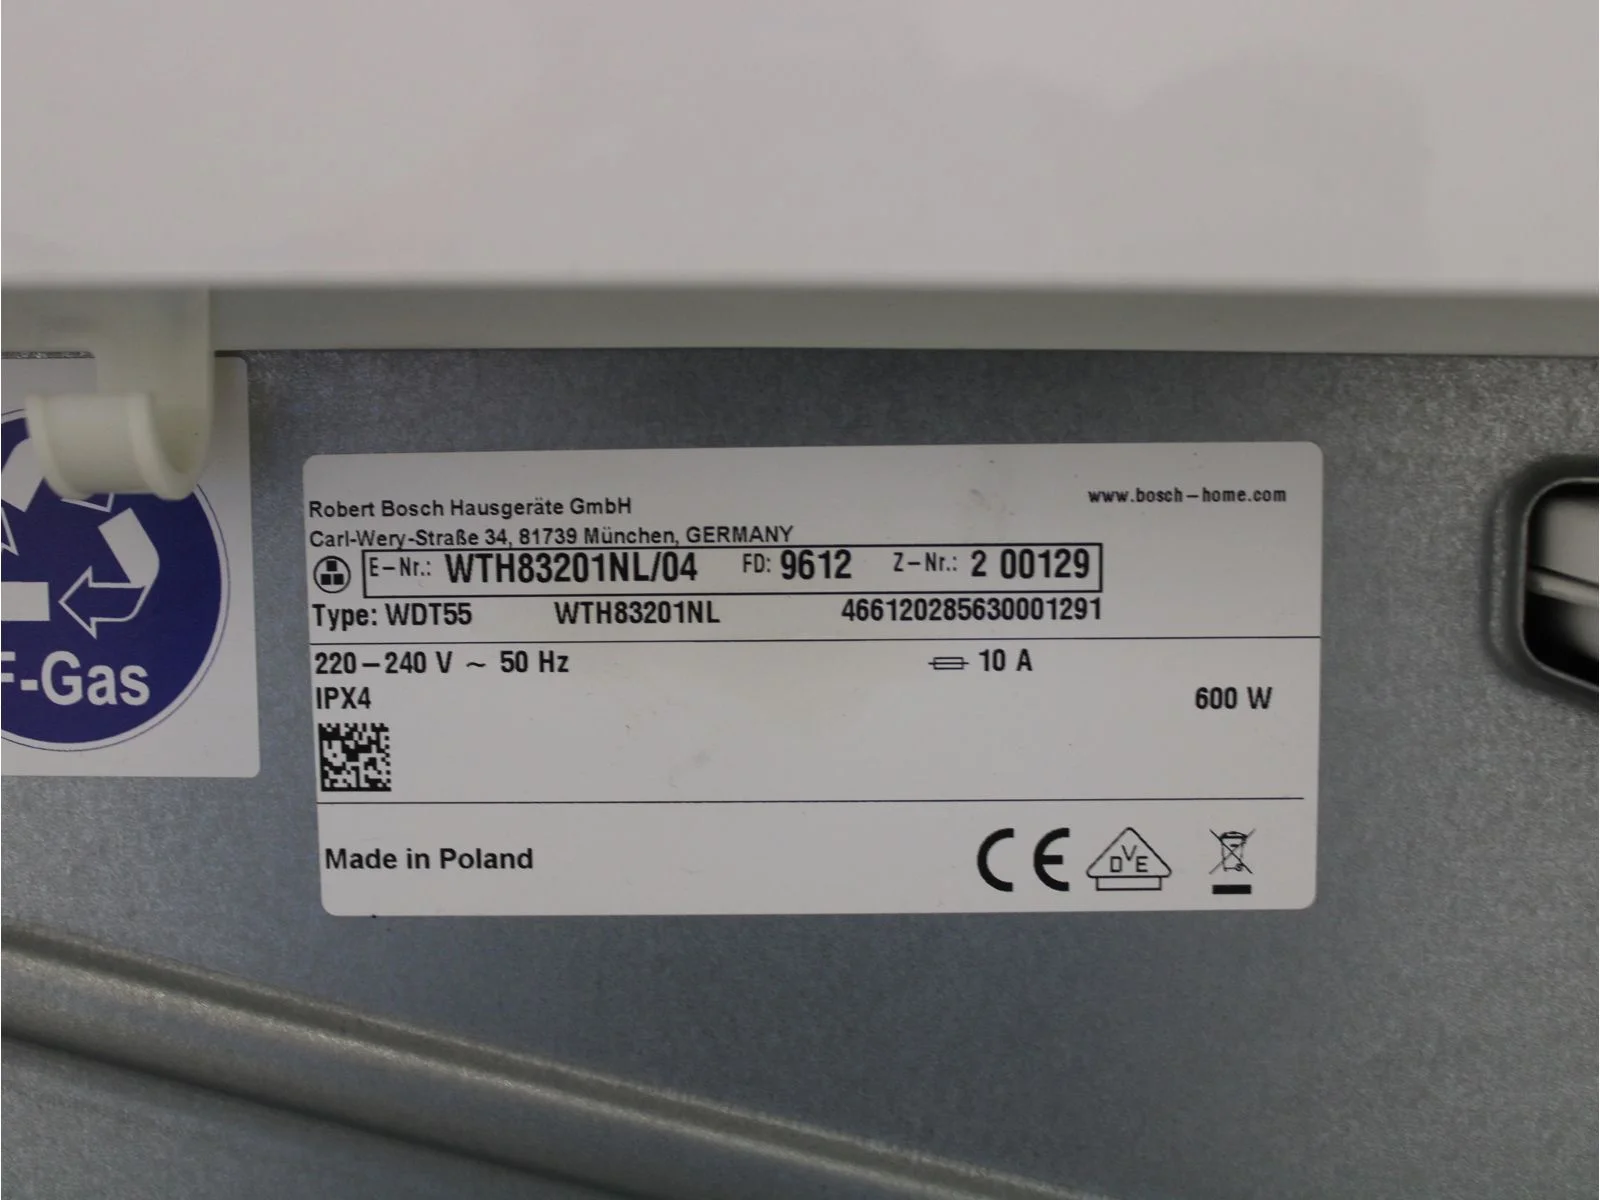 Robert Bosch Hausgeräte GmbH
www.bosch-home.com
Carl-Wery-Straße 34, 81739 München, GERMANY
E-Nr.: WTH83201NL/04 FD: 9612 Z-Nr.: 2 00129
Type: WDT55 WTH83201NL 466120285630001291
220-240 V ~ 50 Hz 10 A
IPX4
600 W
Made in Poland
CE
DVE
F-Gas